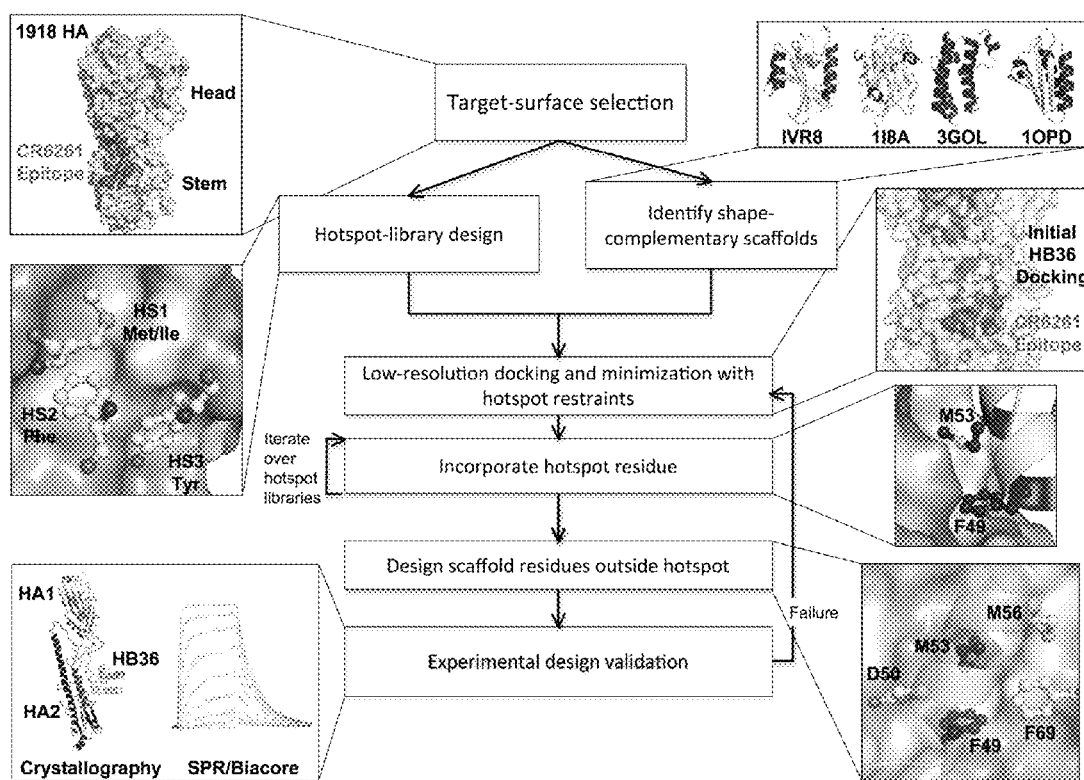 1918 HA
Head
CR6261
Epitope
Stem
Target-surface selection
IVR8
1I8A
3GOL
1OPD
Hotspot-library design
Identify shape-
complementary scaffolds
Initial
HB36
Docking
CR6261
Epitope
HS1
Met/Ile
HS2
Phe
HS3
Tyr
Low-resolution docking and minimization with
hotspot restraints
Iterate
over
hotspot
libraries
Incorporate hotspot residue
M53
F49
Design scaffold residues outside hotspot
Failure
Experimental design validation
HA1
HB36
HA2
Crystallography
SPR/Biacore
M56
M53
D50
F49
F69